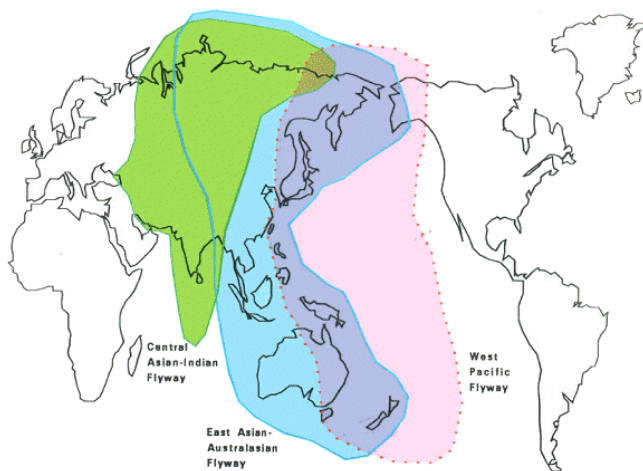 Central
Asian-Indian
Flyway
West
Pacific
Flyway
East Asian-
Australasian
Flyway